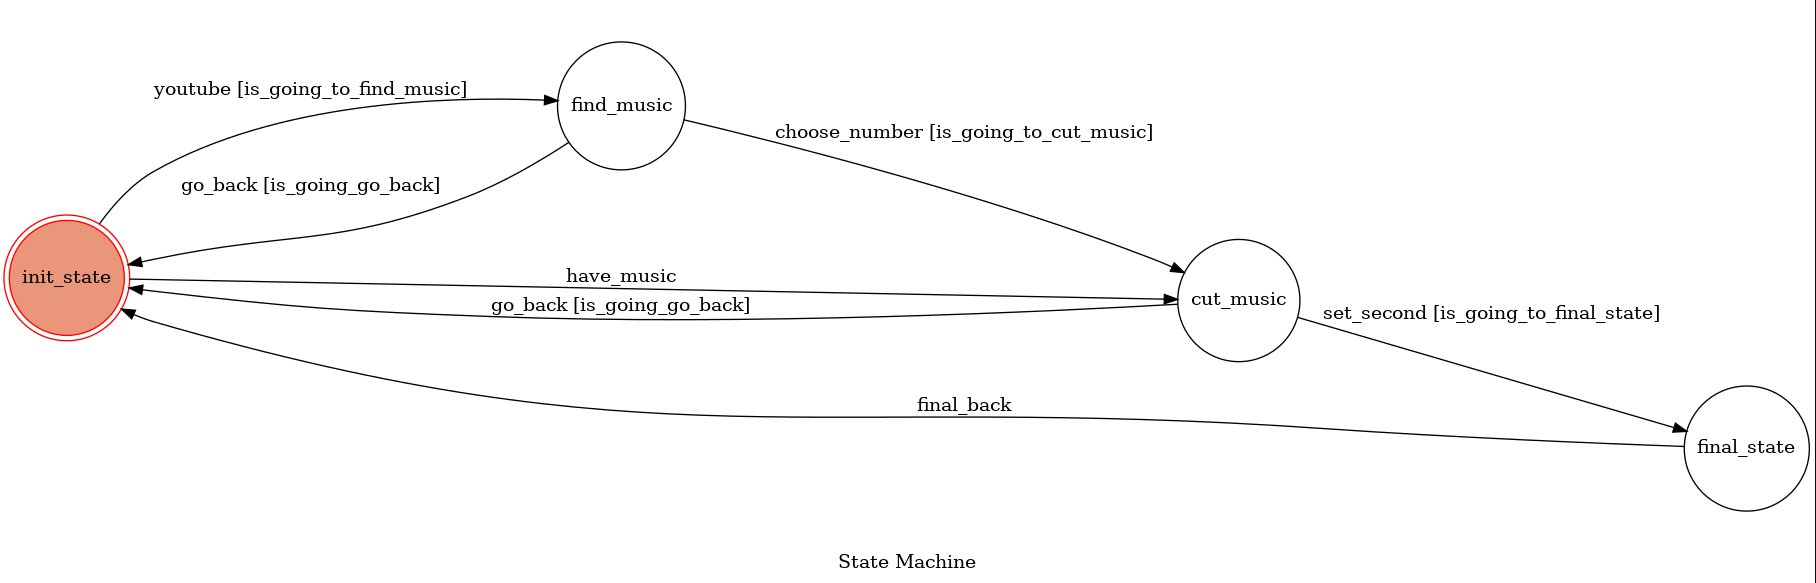 youtube [is_going_to_find_music]
find_music
choose_number [is_going_to_cut_music]
go_back [is_going_go_back]
init_state
have_music
go_back [is_going_go_back]
cut_music
set_second [is_going_to_final_state]
final_back
final_state
State Machine